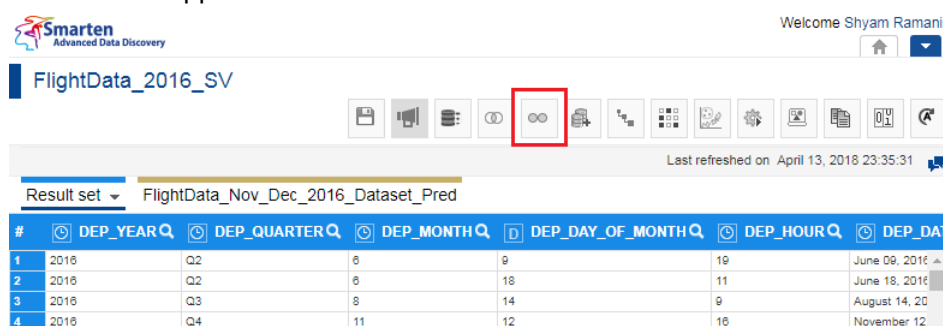 Welcome Shyam Ramani
Smarten
Advanced Data Discovery
FlightData_2016_SV
Last refreshed on April 13, 2018 23:35:31
Result set FlightData_Nov_Dec_2016_Dataset_Pred
# DEP_YEAR DEP_QUARTER DEP_MONTH D DEP_DAY_OF_MONTH DEP_HOUR DEP_DA
1 2016 Q2 6 9 19 June 09, 2016
2 2016 Q2 6 18 11 June 18, 2016
3 2016 Q3 8 14 9 August 14, 20
4 2016 Q4 11 12 16 November 12